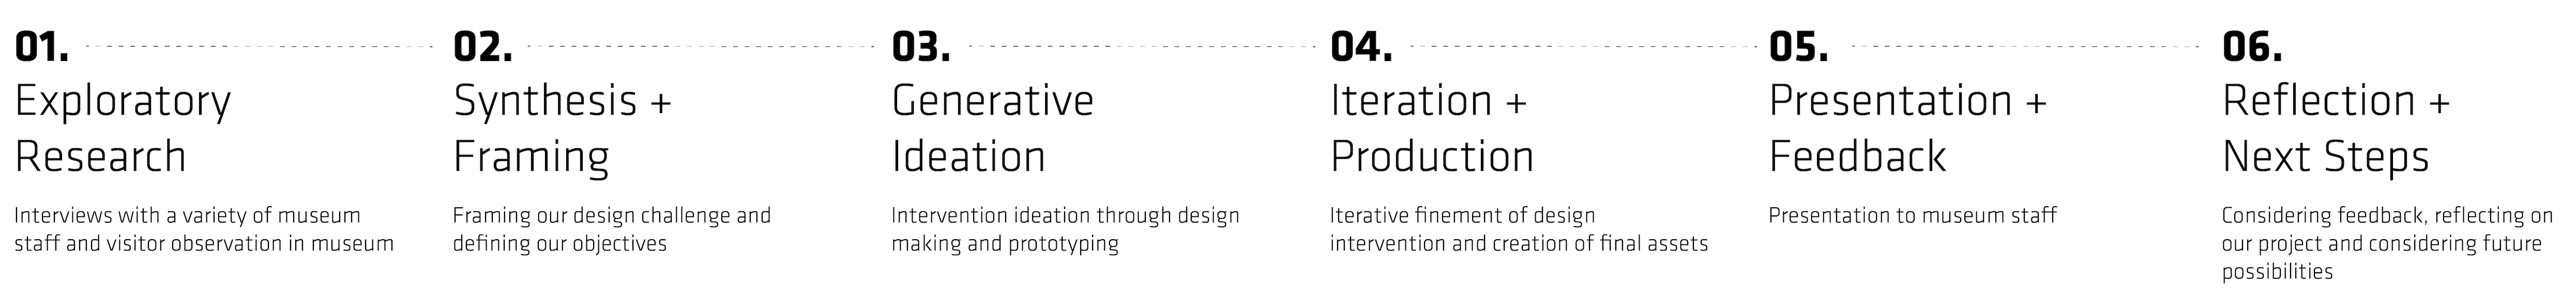 01.
Exploratory
Research
Interviews with a variety of museum
staff and visitor observation in museum
02.
Synthesis +
Framing
Framing our design challenge and
defining our objectives
03.
Generative
Ideation
Intervention ideation through design
making and prototyping
04.
Iteration +
Production
Iterative finement of design
intervention and creation of final assets
05.
Presentation +
Feedback
Presentation to museum staff
06.
Reflection +
Next Steps
Considering feedback, reflecting on
our project and considering future
possibilities